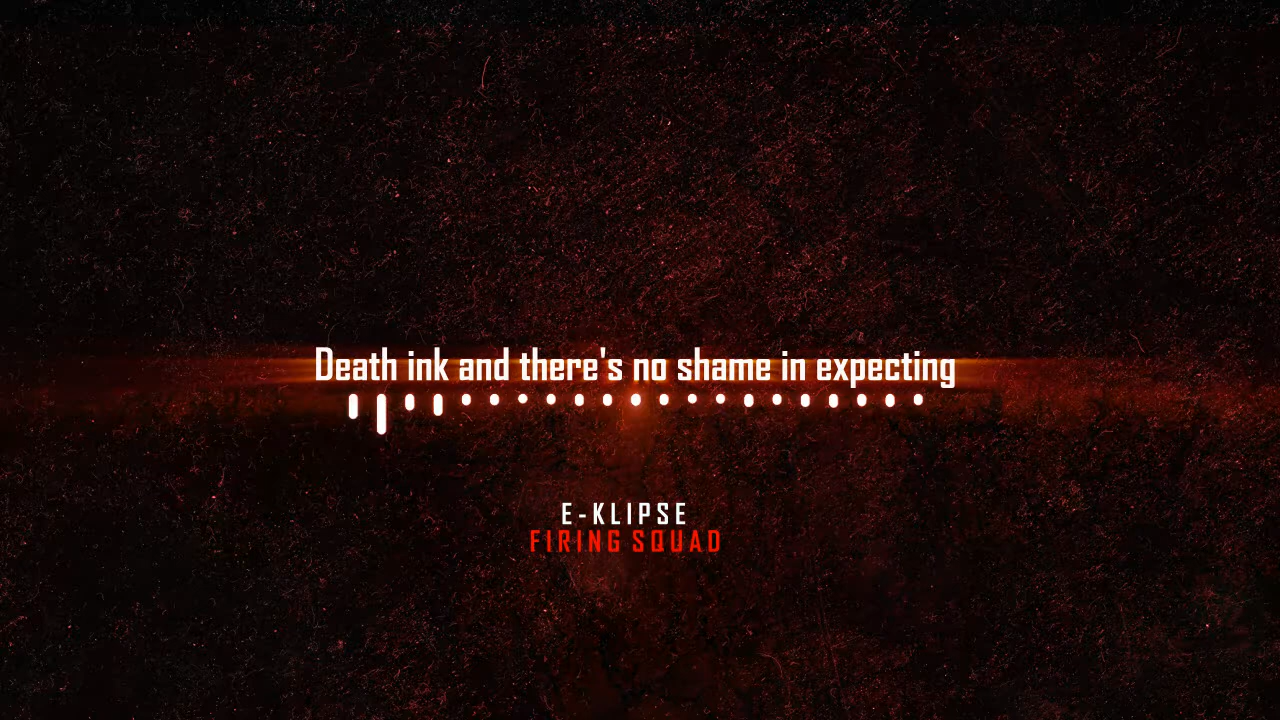 Death ink and there's no shame in expecting
E-KLIPSE
FIRING SQUAD